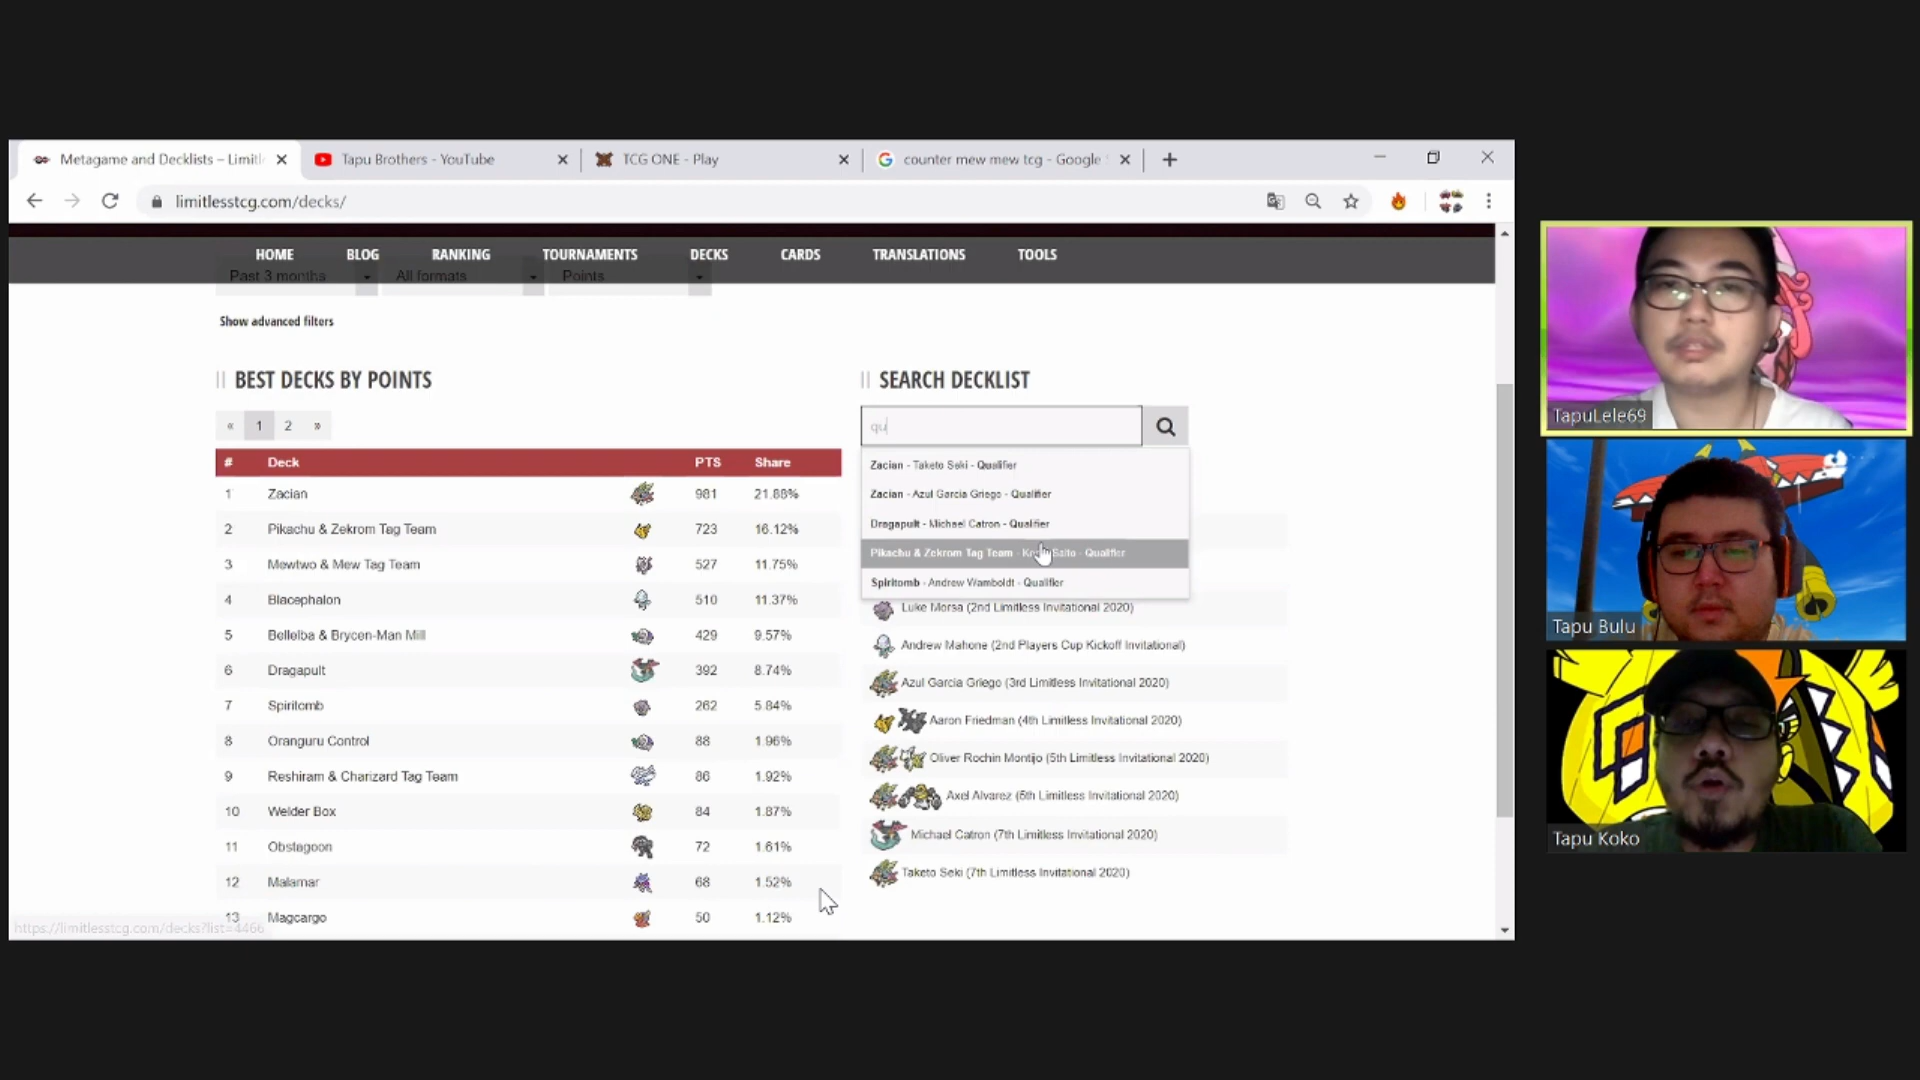 Metagame and Decklists – Limitl
Tapu Brothers - YouTube
TCG ONE - Play
counter mew mew tcg - Google
limitlesstcg.com/decks/
HOME BLOG RANKING TOURNAMENTS DECKS CARDS TRANSLATIONS TOOLS
Past 3 months All formats Points
Show advanced filters
BEST DECKS BY POINTS
« 1 2 »
# Deck PTS Share
1 Zacian 981 21.88%
2 Pikachu & Zekrom Tag Team 723 16.12%
3 Mewtwo & Mew Tag Team 527 11.75%
4 Blacephalon 510 11.37%
5 Bellelba & Brycen-Man Mill 429 9.57%
6 Dragapult 392 8.74%
7 Spiritomb 262 5.84%
8 Oranguru Control 88 1.96%
9 Reshiram & Charizard Tag Team 86 1.92%
10 Welder Box 84 1.87%
11 Obstagoon 72 1.61%
12 Malamar 68 1.52%
13 Magcargo 50 1.12%
https://limitlesstcg.com/decks?list=4466
SEARCH DECKLIST
qu
Zacian - Taketo Seki - Qualifier
Zacian - Azul Garcia Griego - Qualifier
Dragapult - Michael Catron - Qualifier
Pikachu & Zekrom Tag Team - Saito - Qualifier
Spiritomb - Andrew Wamboldt - Qualifier
Luke Morsa (2nd Limitless Invitational 2020)
Andrew Mahone (2nd Players Cup Kickoff Invitational)
Azul Garcia Griego (3rd Limitless Invitational 2020)
Aaron Friedman (4th Limitless Invitational 2020)
Oliver Rochin Montijo (5th Limitless Invitational 2020)
Axel Alvarez (6th Limitless Invitational 2020)
Michael Catron (7th Limitless Invitational 2020)
Taketo Seki (7th Limitless Invitational 2020)
TapuLele69
Tapu Bulu
Tapu Koko